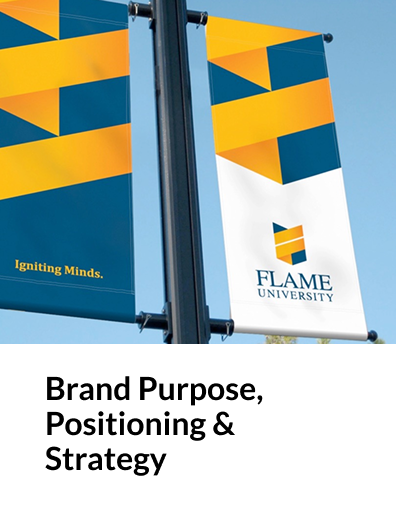 Igniting Minds.
FLAME
UNIVERSITY
Brand Purpose,
Positioning &
Strategy